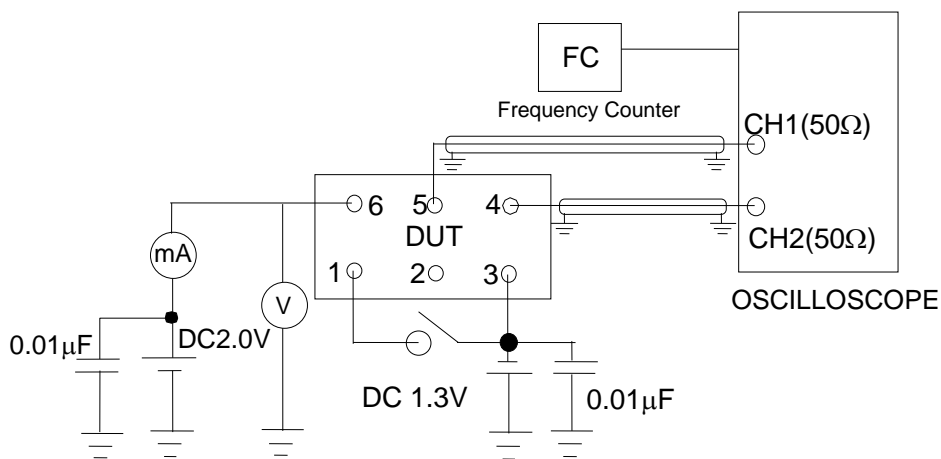 FC
Frequency Counter
CH1(50Ω)
6
5
4
DUT
mA
CH2(50Ω)
1
2
3
V
OSCILLOSCOPE
0.01μF
DC2.0V
DC 1.3V
0.01μF